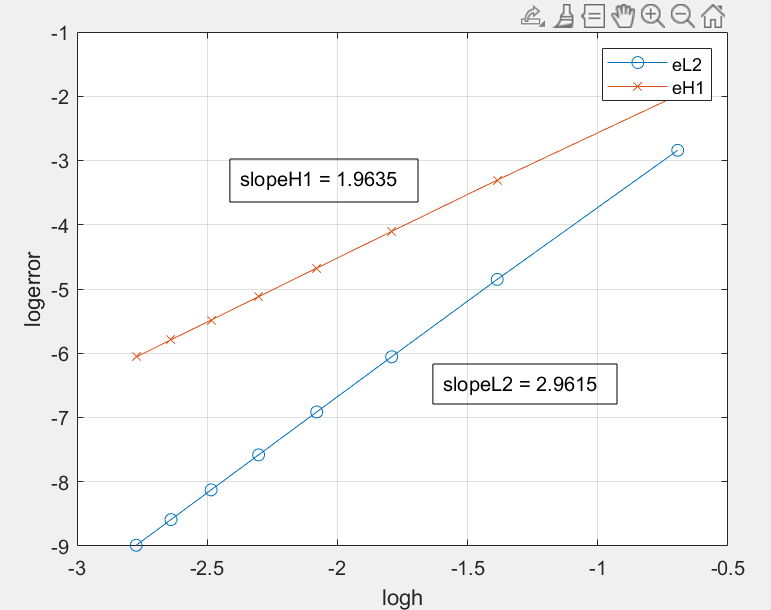 -1
-2
-3
-4
-5
-6
-7
-8
-9
logerror
eL2
eH1
slopeH1 = 1.9635
slopeL2 = 2.9615
-3
-2.5
-2
-1.5
-1
-0.5
logh